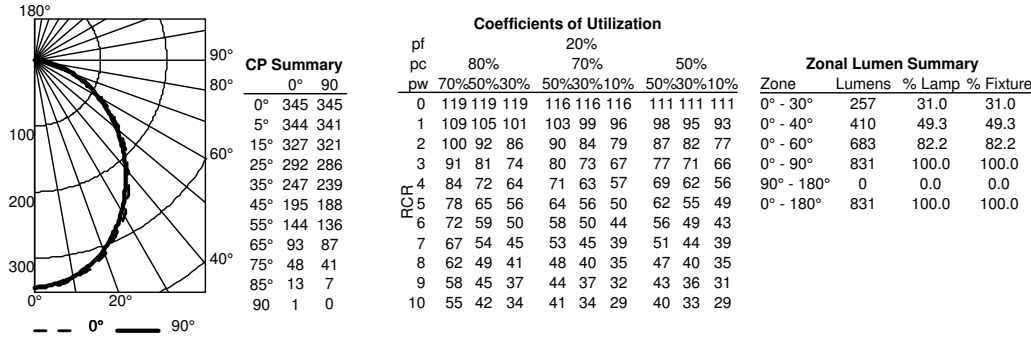 180°
90°
80°
100
60°
200
300
40°
0° 20°
0° 90°
CP Summary
0° 90
0° 345 345
5° 344 341
15° 327 321
25° 292 286
35° 247 239
45° 195 188
55° 144 136
65° 93 87
75° 48 41
85° 13 7
90 1 0
Coefficients of Utilization
pf 20%
pc 80% 70% 50%
pw 70%50%30% 50%30%10% 50%30%10%
RCR
0 119 119 119 116 116 116 111 111 111
1 109 105 101 103 99 96 98 95 93
2 100 92 86 90 84 79 87 82 77
3 91 81 74 80 73 67 77 71 66
4 84 72 64 71 63 57 69 62 56
5 78 65 56 64 56 50 62 55 49
6 72 59 50 58 50 44 56 49 43
7 67 54 45 53 45 39 51 44 39
8 62 49 41 48 40 35 47 40 35
9 58 45 37 44 37 32 43 36 31
10 55 42 34 41 34 29 40 33 29
Zonal Lumen Summary
Zone Lumens % Lamp % Fixture
0° - 30° 257 31.0 31.0
0° - 40° 410 49.3 49.3
0° - 60° 683 82.2 82.2
0° - 90° 831 100.0 100.0
90° - 180° 0 0.0 0.0
0° - 180° 831 100.0 100.0